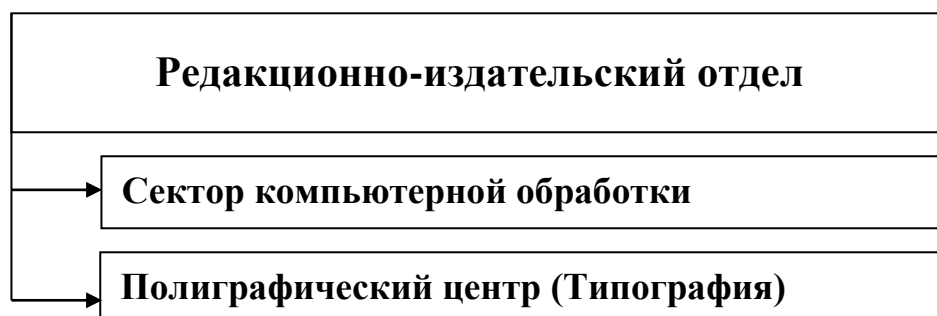 Редакционно-издательский отдел
Сектор компьютерной обработки
Полиграфический центр (Типография)